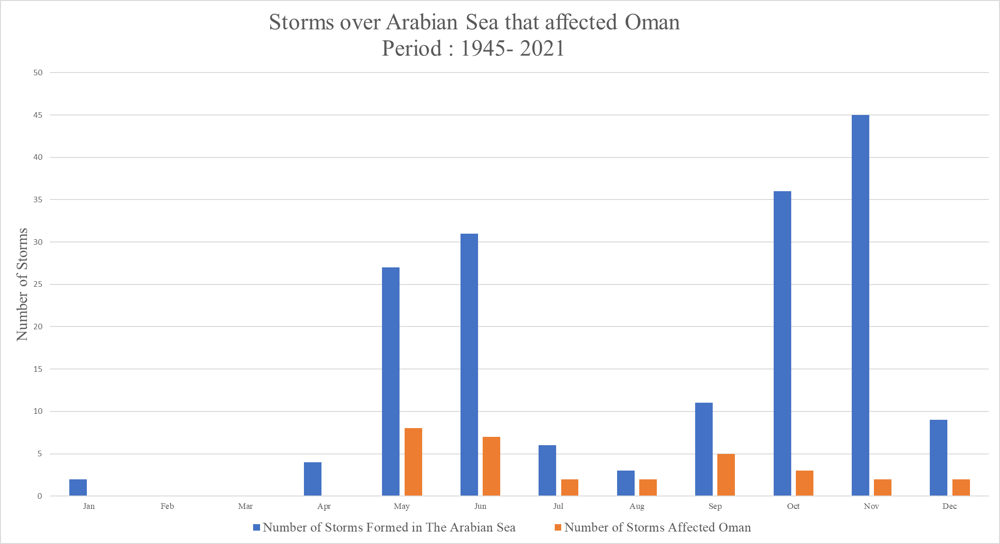 Storms over Arabian Sea that affected Oman
Period : 1945- 2021
50
45
40
35
30
25
20
15
10
5
0
Number of Storms
Jan Feb Mar Apr May Jun Jul Aug Sep Oct Nov Dec
Number of Storms Formed in The Arabian Sea Number of Storms Affected Oman